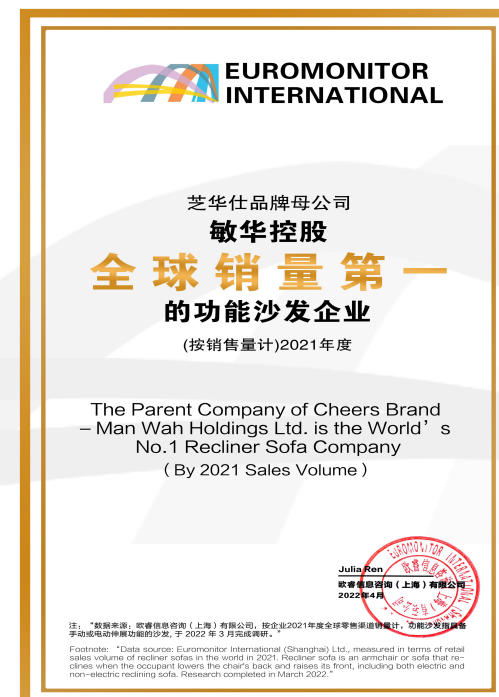 EUROMONITOR
INTERNATIONAL
芝华仕品牌母公司
敏华控股
全球销量第一
的功能沙发企业
(按销售量计)2021年度
The Parent Company of Cheers Brand
– Man Wah Holdings Ltd. is the World’s
No.1 Recliner Sofa Company
（By 2021 Sales Volume）
EUROMONITOR INTERNATIONAL
Julia Ren
欧睿信息咨询（上海）有限公司
2022年4月
注：“数据来源：欧睿信息咨询（上海）有限公司，按企业2021年度全球零售渠道销量计，功能沙发指具备
手动或电动伸展功能的沙发, 于 2022 年 3 月完成调研。”
Footnote: “Data source: Euromonitor International (Shanghai) Ltd., measured in terms of retail
sales volume of recliner sofas in the world in 2021. Recliner sofa is an armchair or sofa that re-
clines when the occupant lovers the chair's back and raises its front, including both electric and
non-electric reclining sofa. Research completed in March 2022.”